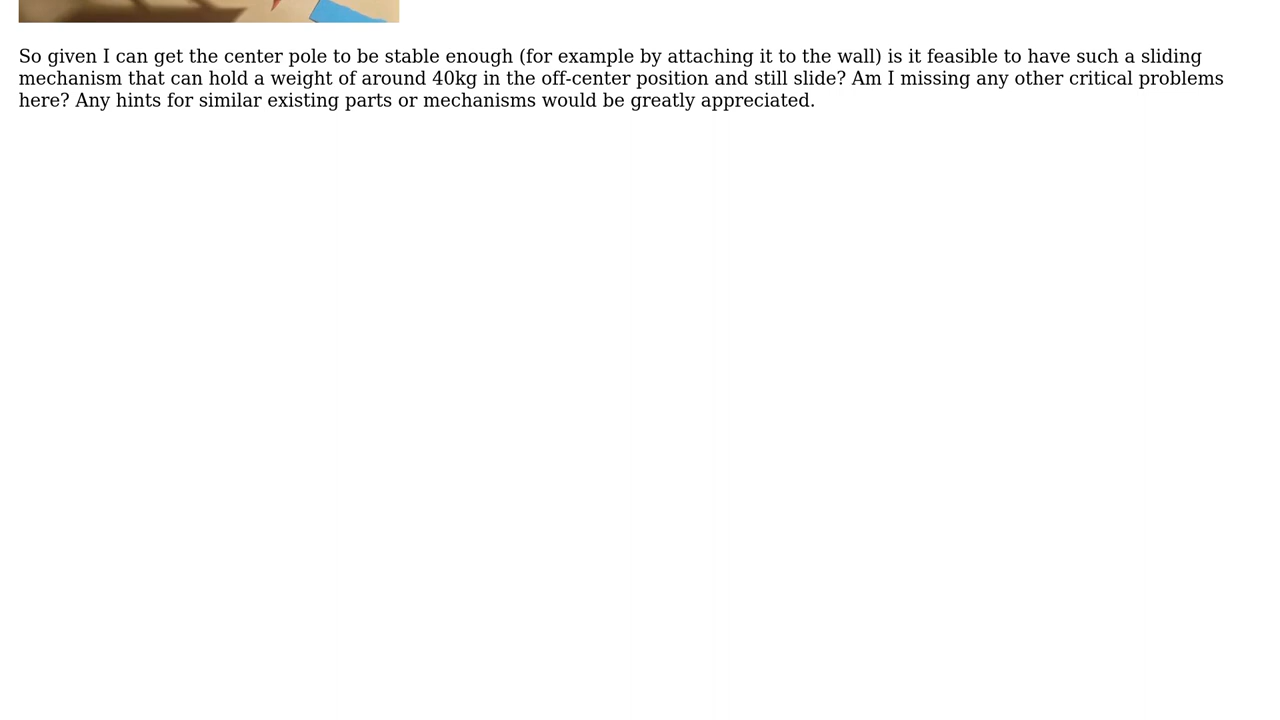 So given I can get the center pole to be stable enough (for example by attaching it to the wall) is it feasible to have such a sliding
mechanism that can hold a weight of around 40kg in the off-center position and still slide? Am I missing any other critical problems
here? Any hints for similar existing parts or mechanisms would be greatly appreciated.